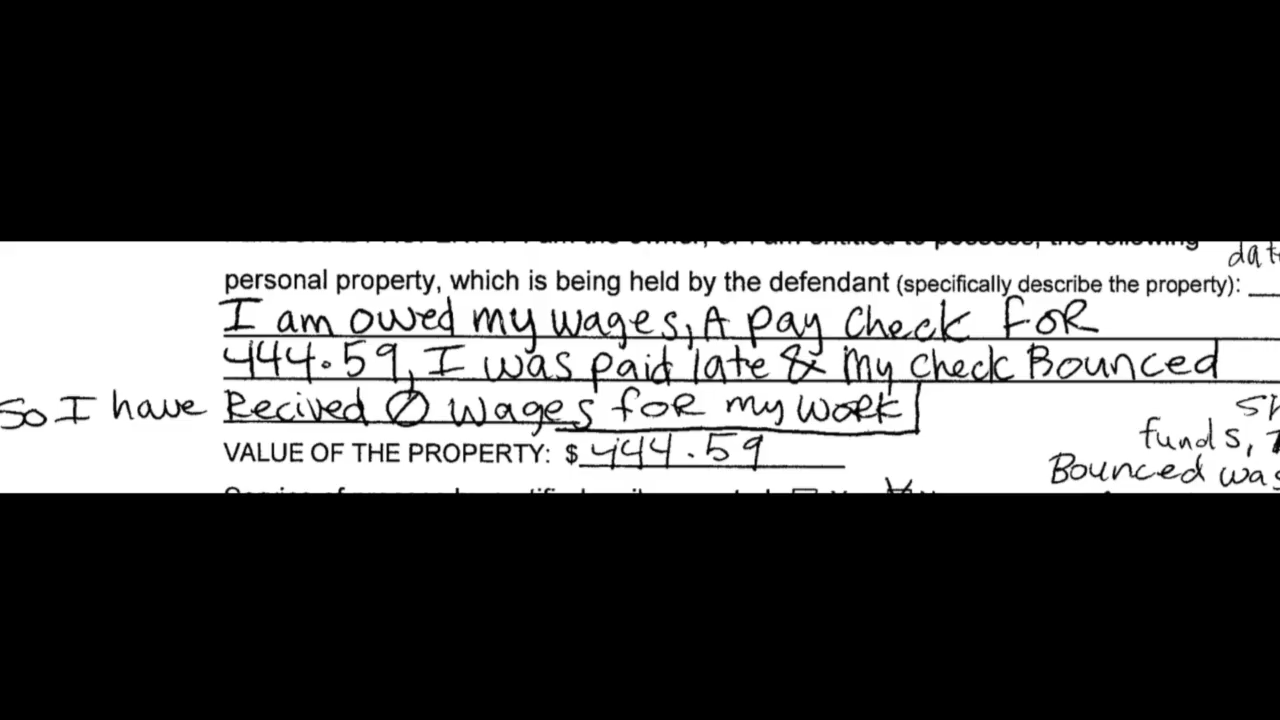 personal property, which is being held by the defendant (specifically describe the property):
I am owed my wages, A pay check FOR
444.59, I was paid late & My check Bounced
So I have Recived Ø wages for my work
funds,
VALUE OF THE PROPERTY: $ 444.59
Bounced was